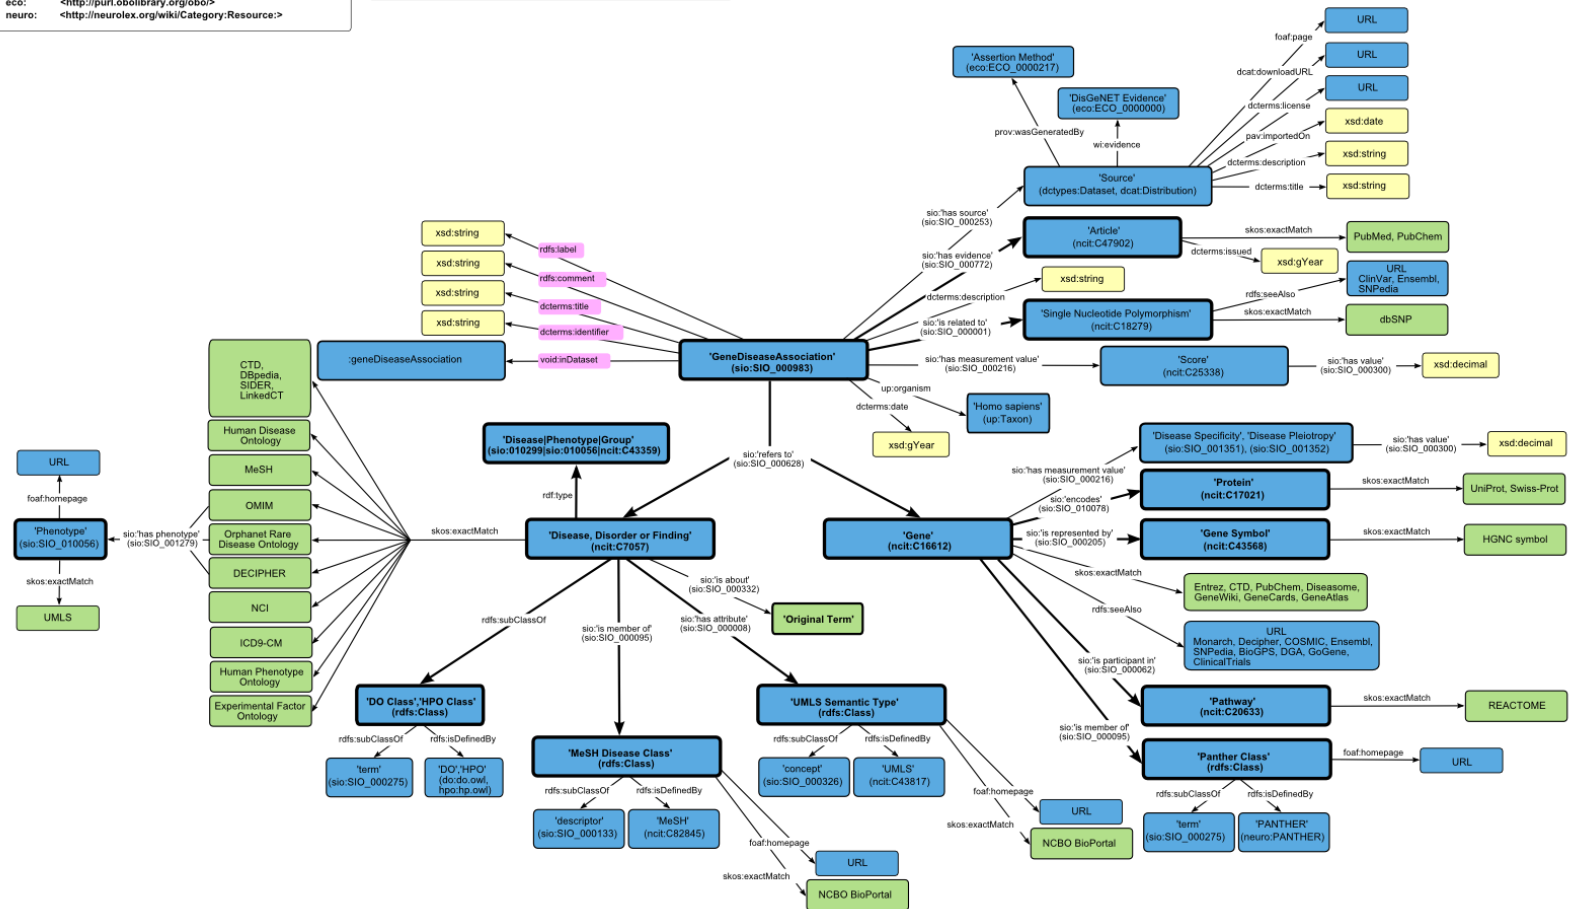 eco: <http://purl.obolibrary.org/obo/>
neuro: <http://neurolex.org/wiki/Category:Resource:>
URL
foaf:page
'Assertion Method'
(eco:ECO_0000217)
URL
dcat:downloadURL
URL
'DisGeNET Evidence'
(eco:ECO_0000000)
dcterms:license
xsd:date
prov:wasGeneratedBy
pav:importedOn
wi:evidence
xsd:string
dcterms:description
'Source'
(dctypes:Dataset, dcat:Distribution)
dcterms:title
xsd:string
sio:'has source'
(sio:SIO_000253)
xsd:string
rdfs:label
'Article'
(ncit:C47902)
skos:exactMatch
PubMed, PubChem
dcterms:issued
xsd:gYear
sio:'has evidence'
(sio:SIO_000772)
xsd:string
rdfs:comment
xsd:string
URL
ClinVar, Ensembl,
SNPedia
rdfs:seeAlso
xsd:string
dcterms:title
dcterms:description
'Single Nucleotide Polymorphism'
(ncit:C18279)
skos:exactMatch
dbSNP
xsd:string
dcterms:identifier
sio:'is related to'
(sio:SIO_000001)
:geneDiseaseAssociation
void:inDataset
'GeneDiseaseAssociation'
(sio:SIO_000983)
sio:'has measurement value'
(sio:SIO_000216)
'Score'
(ncit:C25338)
sio:'has value'
(sio:SIO_000300)
xsd:decimal
CTD,
DBpedia,
SIDER,
LinkedCT
up:organism
'Homo sapiens'
(up:Taxon)
dcterms:date
xsd:gYear
Human Disease
Ontology
'Disease|Phenotype|Group'
(sio:010299|sio:010056|ncit:C43359)
sio:'refers to'
(sio:SIO_000628)
'Disease Specificity', 'Disease Pleiotropy'
(sio:SIO_001351), (sio:SIO_001352)
sio:'has value'
(sio:SIO_000300)
xsd:decimal
URL
MeSH
sio:'has measurement value'
(sio:SIO_000216)
foaf:homepage
rdf:type
'Protein'
(ncit:C17021)
skos:exactMatch
UniProt, Swiss-Prot
OMIM
sio:'encodes'
(sio:SIO_010078)
'Phenotype'
(sio:SIO_010056)
sio:'has phenotype'
(sio:SIO_001279)
Orphanet Rare
Disease Ontology
skos:exactMatch
'Disease, Disorder or Finding'
(ncit:C7057)
'Gene'
(ncit:C16612)
sio:'is represented by'
(sio:SIO_000205)
'Gene Symbol'
(ncit:C43568)
skos:exactMatch
HGNC symbol
skos:exactMatch
DECIPHER
skos:exactMatch
Entrez, CTD, PubChem, Diseasome,
GeneWiki, GeneCards, GeneAtlas
sio:'is about'
(sio:SIO_000332)
'Original Term'
UMLS
NCI
rdfs:seeAlso
rdfs:subClassOf
sio:'is member of'
(sio:SIO_000095)
sio:'has attribute'
(sio:SIO_000008)
ICD9-CM
URL
Monarch, Decipher, COSMIC, Ensembl,
SNPedia, BioGPS, DGA, GoGene,
ClinicalTrials
Human Phenotype
Ontology
sio:'is participant in'
(sio:SIO_000062)
Experimental Factor
Ontology
'DO Class','HPO Class'
(rdfs:Class)
'UMLS Semantic Type'
(rdfs:Class)
'Pathway'
(ncit:C20633)
skos:exactMatch
REACTOME
sio:'is member of'
(sio:SIO_000095)
rdfs:subClassOf
rdfs:isDefinedBy
'MeSH Disease Class'
(rdfs:Class)
rdfs:subClassOf
rdfs:isDefinedBy
'Panther Class'
(rdfs:Class)
foaf:homepage
URL
'term'
(sio:SIO_000275)
'DO','HPO'
(do:do.owl,
hpo:hp.owl)
'concept'
(sio:SIO_000326)
'UMLS'
(ncit:C43817)
rdfs:subClassOf
rdfs:isDefinedBy
foaf:homepage
rdfs:subClassOf
rdfs:isDefinedBy
URL
skos:exactMatch
'descriptor'
(sio:SIO_000133)
'MeSH'
(ncit:C82845)
'term'
(sio:SIO_000275)
'PANTHER'
(neuro:PANTHER)
foaf:homepage
NCBO BioPortal
URL
skos:exactMatch
NCBO BioPortal